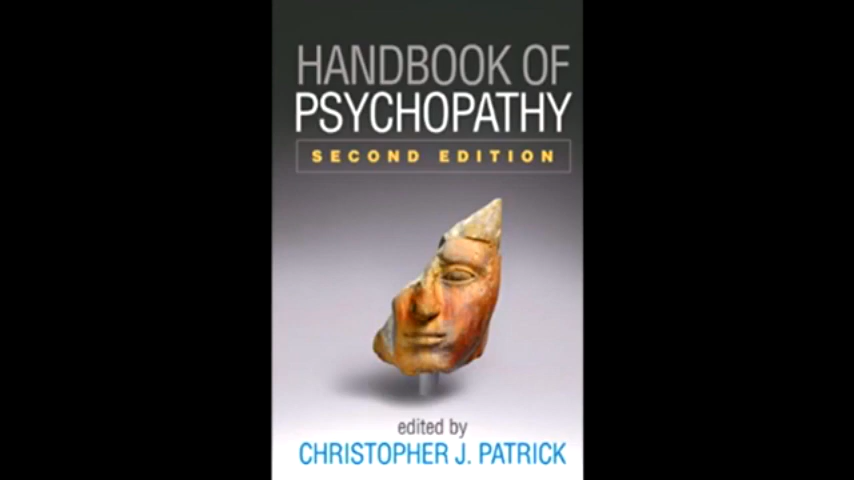 HANDBOOK OF
PSYCHOPATHY
SECOND EDITION
edited by
CHRISTOPHER J. PATRICK